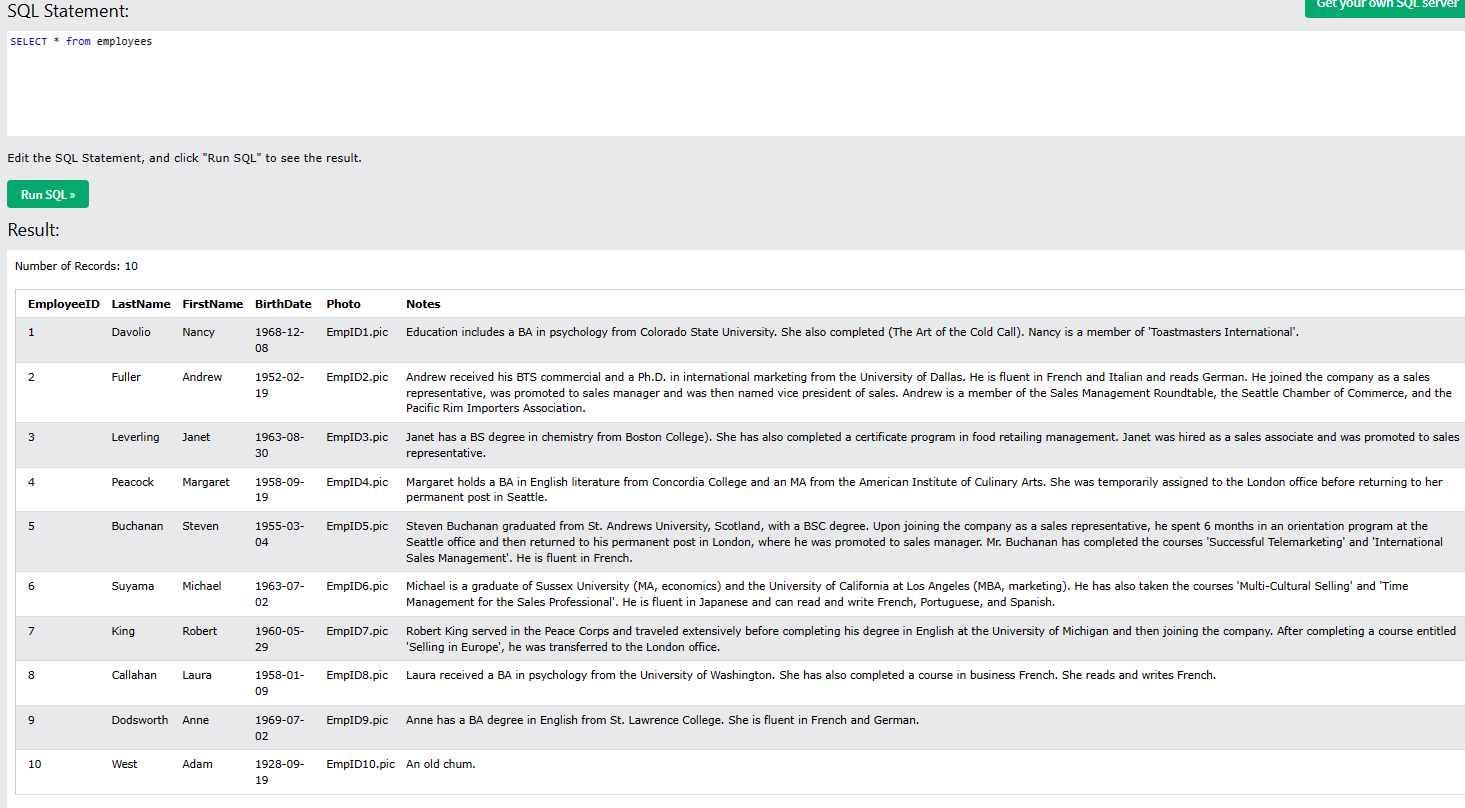 SQL Statement:
Get your own SQL server
SELECT * from employees
Edit the SQL Statement, and click "Run SQL" to see the result.
Run SQL »
Result:
Number of Records: 10
EmployeeID LastName FirstName BirthDate Photo Notes
1 Davolio Nancy 1968-12-08 EmpID1.pic Education includes a BA in psychology from Colorado State University. She also completed (The Art of the Cold Call). Nancy is a member of 'Toastmasters International'.
2 Fuller Andrew 1952-02-19 EmpID2.pic Andrew received his BTS commercial and a Ph.D. in international marketing from the University of Dallas. He is fluent in French and Italian and reads German. He joined the company as a sales
representative, was promoted to sales manager and was then named vice president of sales. Andrew is a member of the Sales Management Roundtable, the Seattle Chamber of Commerce, and the
Pacific Rim Importers Association.
3 Leverling Janet 1963-08-30 EmpID3.pic Janet has a BS degree in chemistry from Boston College). She has also completed a certificate program in food retailing management. Janet was hired as a sales associate and was promoted to sales
representative.
4 Peacock Margaret 1958-09-19 EmpID4.pic Margaret holds a BA in English literature from Concordia College and an MA from the American Institute of Culinary Arts. She was temporarily assigned to the London office before returning to her
permanent post in Seattle.
5 Buchanan Steven 1955-03-04 EmpID5.pic Steven Buchanan graduated from St. Andrews University, Scotland, with a BSC degree. Upon joining the company as a sales representative, he spent 6 months in an orientation program at the
Seattle office and then returned to his permanent post in London, where he was promoted to sales manager. Mr. Buchanan has completed the courses 'Successful Telemarketing' and 'International
Sales Management'. He is fluent in French.
6 Suyama Michael 1963-07-02 EmpID6.pic Michael is a graduate of Sussex University (MA, economics) and the University of California at Los Angeles (MBA, marketing). He has also taken the courses 'Multi-Cultural Selling' and 'Time
Management for the Sales Professional'. He is fluent in Japanese and can read and write French, Portuguese, and Spanish.
7 King Robert 1960-05-29 EmpID7.pic Robert King served in the Peace Corps and traveled extensively before completing his degree in English at the University of Michigan and then joining the company. After completing a course entitled
'Selling in Europe', he was transferred to the London office.
8 Callahan Laura 1958-01-09 EmpID8.pic Laura received a BA in psychology from the University of Washington. She has also completed a course in business French. She reads and writes French.
9 Dodsworth Anne 1969-07-02 EmpID9.pic Anne has a BA degree in English from St. Lawrence College. She is fluent in French and German.
10 West Adam 1928-09-19 EmpID10.pic An old chum.